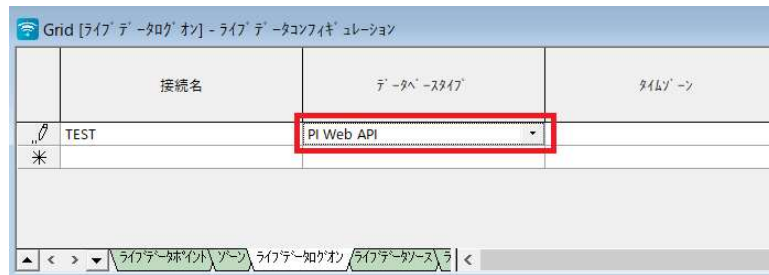 Grid [ﾗｲﾌﾞﾃﾞｰﾀﾛｸﾞｵﾝ] - ﾗｲﾌﾞﾃﾞｰﾀｺﾝﾌｨｷﾞｭﾚｰｼｮﾝ
接続名 ﾃﾞｰﾀﾍﾞｰｽﾀｲﾌﾟ ﾀｲﾑｿﾞｰﾝ
TEST PI Web API
ﾗｲﾌﾞﾃﾞｰﾀﾎﾟｲﾝﾄ ｿﾞｰﾝ ﾗｲﾌﾞﾃﾞｰﾀﾛｸﾞｵﾝ ﾗｲﾌﾞﾃﾞｰﾀｿｰｽ ﾗ